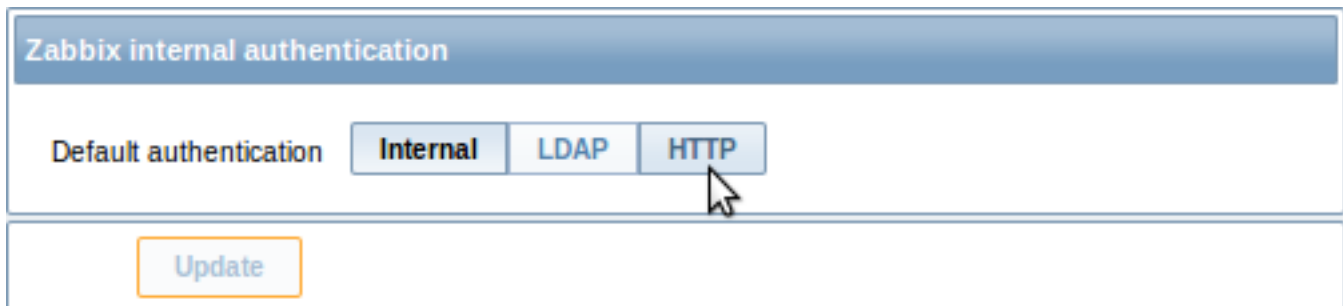 Zabbix internal authentication
Default authentication Internal LDAP HTTP
Update